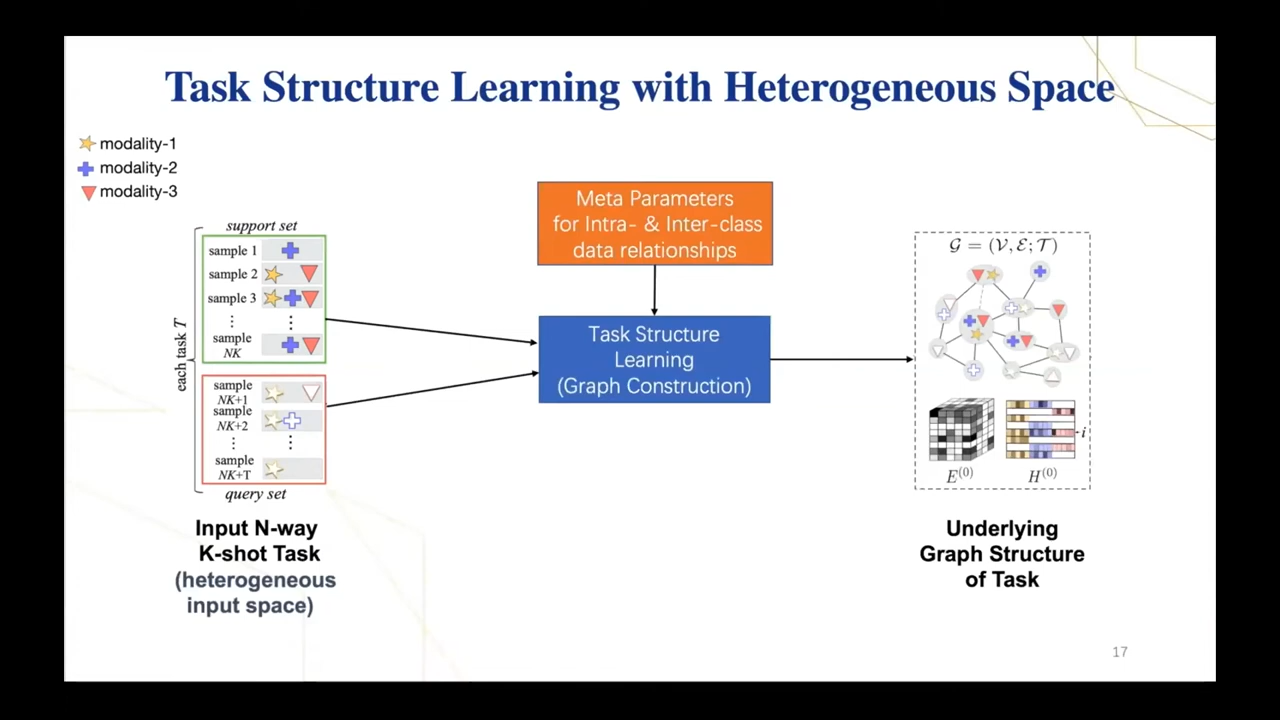 Task Structure Learning with Heterogeneous Space
modality-1
modality-2
modality-3
each task T
support set
sample 1
sample 2
sample 3
⋮ ⋮
sample
NK
sample
NK+1
sample
NK+2
⋮ ⋮
sample
NK+T
query set
Input N-way
K-shot Task
(heterogeneous
input space)
Meta Parameters
for Intra- & Inter-class
data relationships
Task Structure
Learning
(Graph Construction)
𝒢 = (𝒱, ℰ; 𝒯)
i
E⁽⁰⁾ H⁽⁰⁾
Underlying
Graph Structure
of Task
17